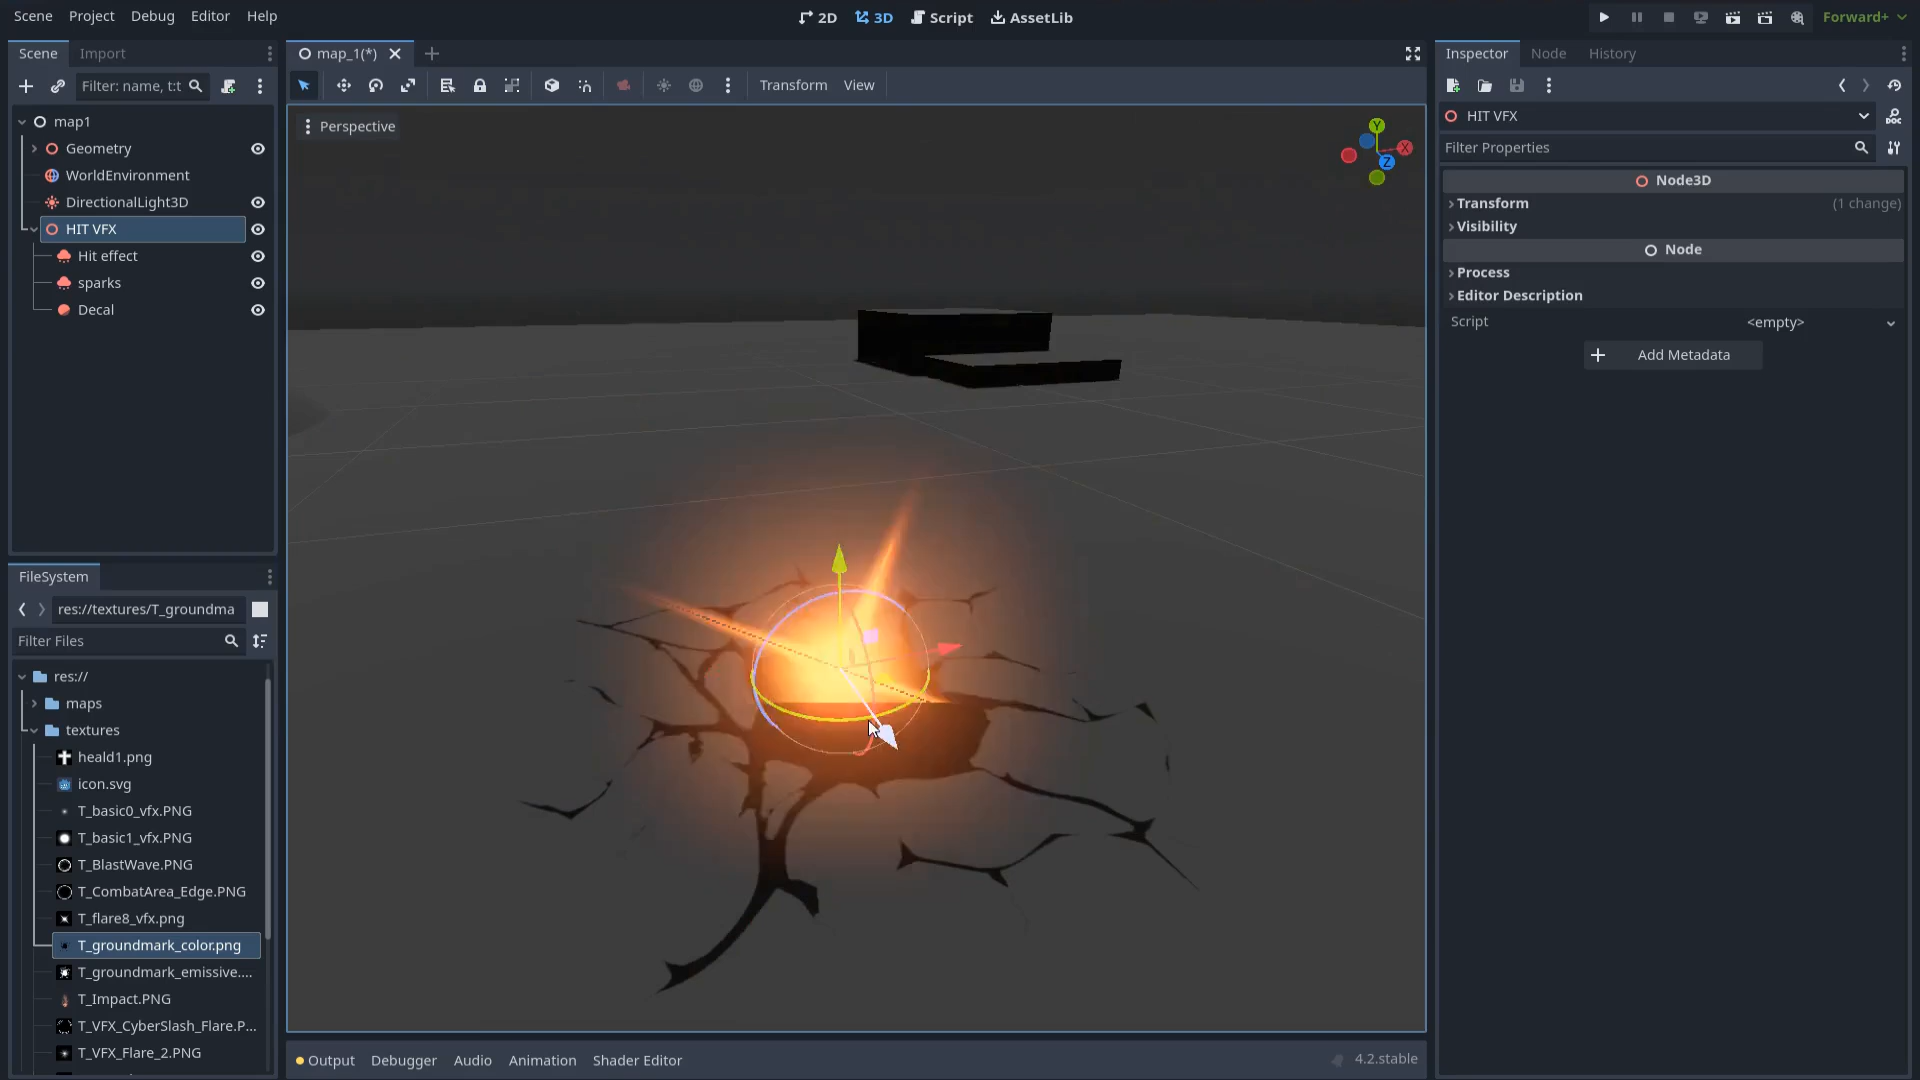 Scene Project Debug Editor Help
2D 3D Script AssetLib
Forward+
Scene Import
map_1(*)
Inspector Node History
Filter: name, t:t
Transform View
map1
Geometry
WorldEnvironment
DirectionalLight3D
HIT VFX
Hit effect
sparks
Decal
Perspective
Y
X
Z
HIT VFX
DOC
Filter Properties
Node3D
Transform (1 change)
Visibility
Node
Process
Editor Description
Script <empty>
Add Metadata
FileSystem
res://textures/T_groundma
Filter Files
res://
maps
textures
heald1.png
icon.svg
T_basic0_vfx.PNG
T_basic1_vfx.PNG
T_BlastWave.PNG
T_CombatArea_Edge.PNG
T_flare8_vfx.png
T_groundmark_color.png
T_groundmark_emissive....
T_Impact.PNG
T_VFX_CyberSlash_Flare.P...
T_VFX_Flare_2.PNG
Output Debugger Audio Animation Shader Editor
4.2.stable